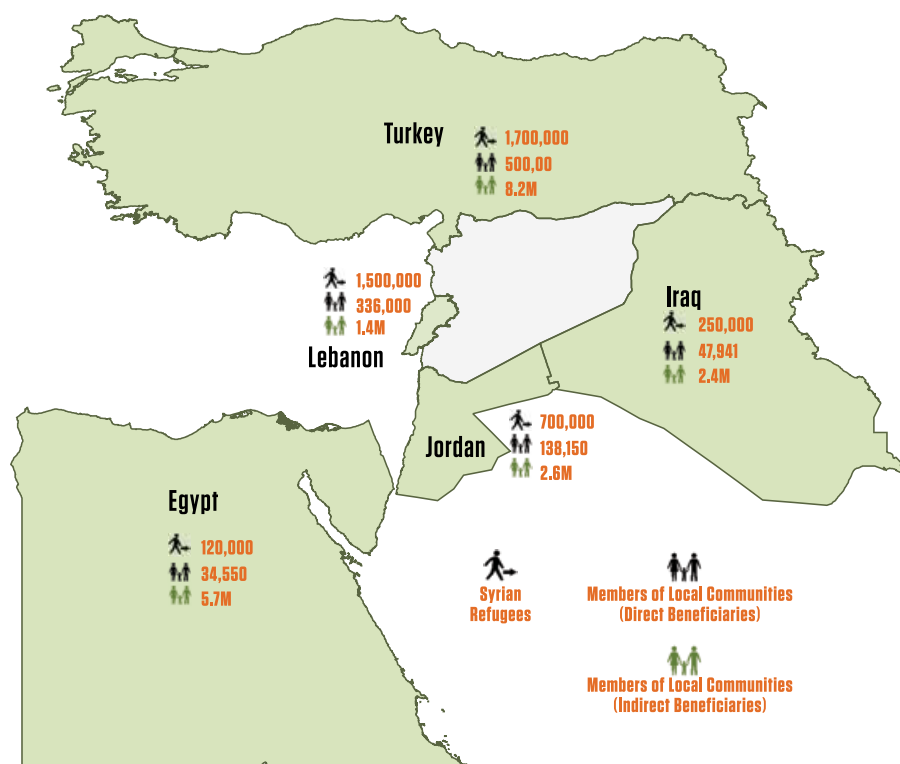 Turkey
1,700,000
500,00
8.2M
1,500,000
336,000
1.4M
Lebanon
Iraq
250,000
47,941
2.4M
Jordan
700,000
138,150
2.6M
Egypt
120,000
34,550
5.7M
Syrian
Refugees
Members of Local Communities
(Direct Beneficiaries)
Members of Local Communities
(Indirect Beneficiaries)